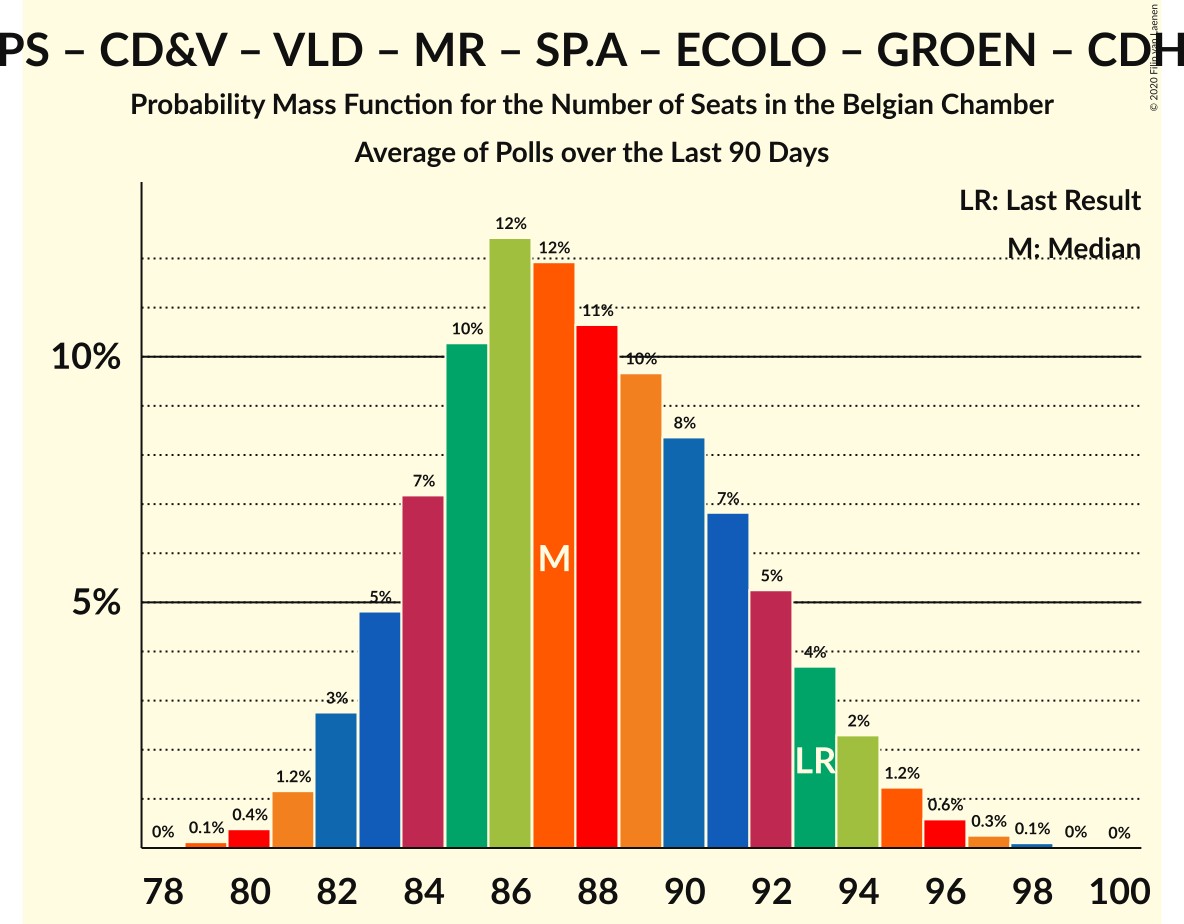 PS – CD&V – VLD – MR – SP.A – ECOLO – GROEN – CDH
© 2020 Filip van Laenen
Probability Mass Function for the Number of Seats in the Belgian Chamber
Average of Polls over the Last 90 Days
LR: Last Result
M: Median
10%
5%
0%
0.1%
0.4%
1.2%
3%
5%
7%
10%
12%
12%
11%
10%
8%
7%
5%
4%
2%
1.2%
0.6%
0.3%
0.1%
0%
0%
M
LR
78 80 82 84 86 88 90 92 94 96 98 100